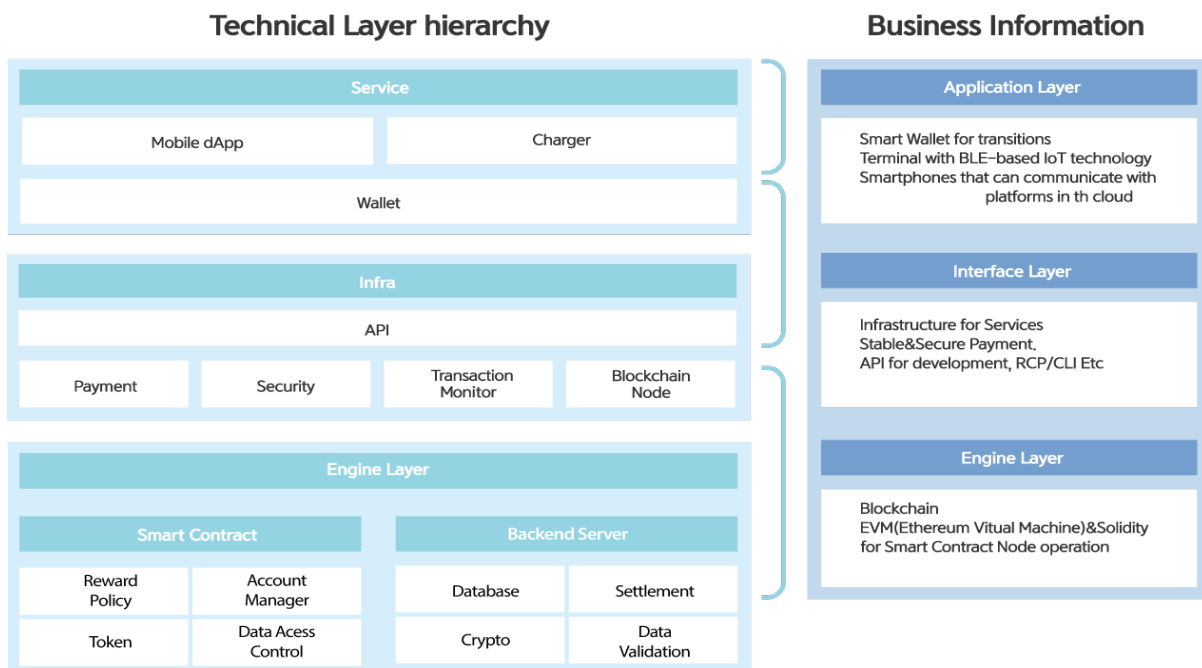 Technical Layer hierarchy
Service
Mobile dApp
Charger
Wallet
Infra
API
Payment
Security
Transaction
Monitor
Blockchain
Node
Engine Layer
Smart Contract
Reward
Policy
Account
Manager
Token
Data Acess
Control
Backend Server
Database
Settlement
Crypto
Data
Validation
Business Information
Application Layer
Smart Wallet for transitions
Terminal with BLE-based IoT technology
Smartphones that can communicate with
platforms in th cloud
Interface Layer
Infrastructure for Services
Stable&Secure Payment.
API for development, RCP/CLI Etc
Engine Layer
Blockchain
EVM(Ethereum Vitual Machine)&Solidity
for Smart Contract Node operation